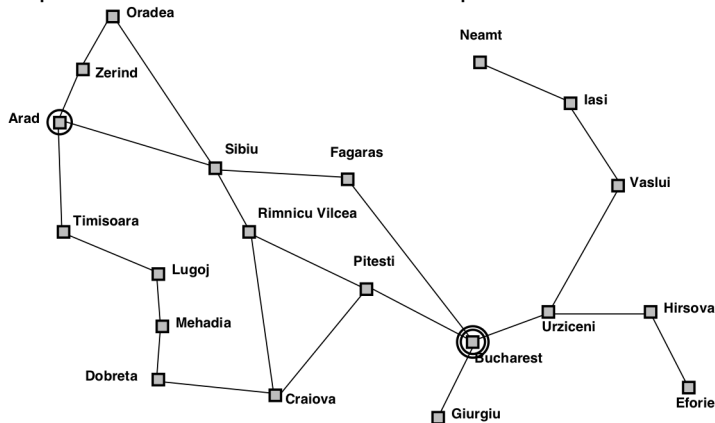 Oradea
Neamt
Zerind
Iasi
Arad
Sibiu
Fagaras
Vaslui
Timisoara
Rimnicu Vilcea
Pitesti
Lugoj
Hirsova
Mehadia
Urziceni
Bucharest
Dobreta
Craiova
Eforie
Giurgiu